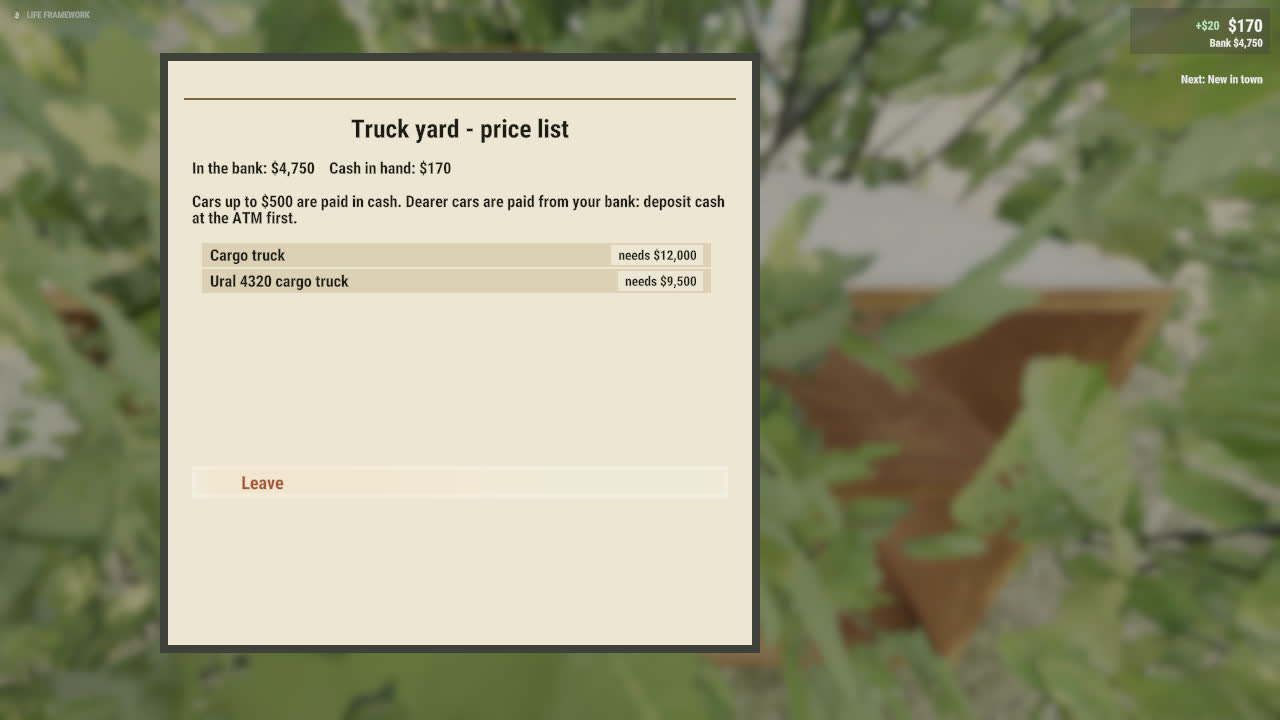 LIFE FRAMEWORK
+$20 $170
Bank $4,750
Next: New in town
Truck yard - price list
In the bank: $4,750 Cash in hand: $170
Cars up to $500 are paid in cash. Dearer cars are paid from your bank: deposit cash
at the ATM first.
Cargo truck needs $12,000
Ural 4320 cargo truck needs $9,500
Leave